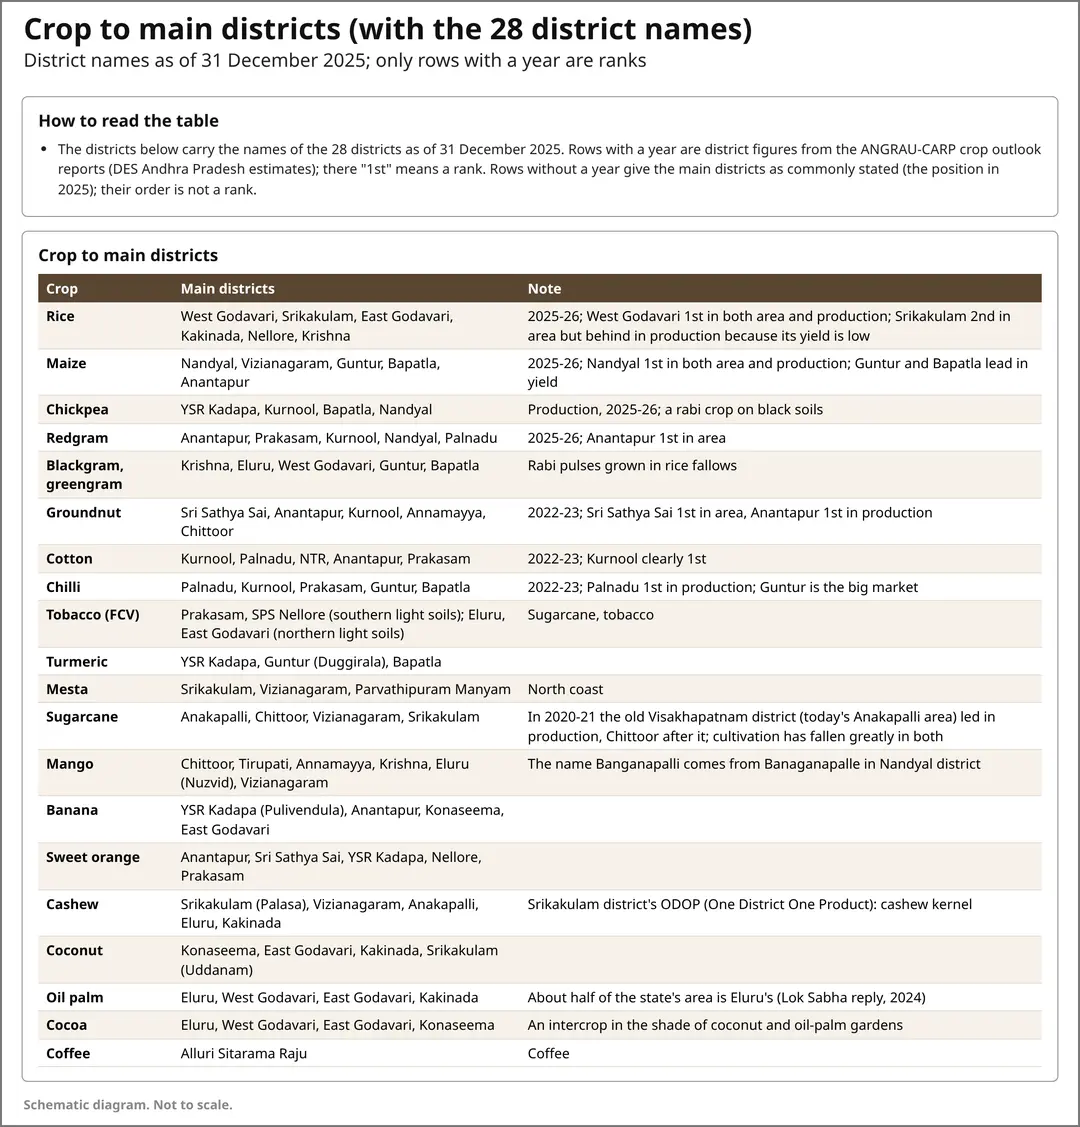 Crop to main districts (with the 28 district names)
District names as of 31 December 2025; only rows with a year are ranks
How to read the table
• The districts below carry the names of the 28 districts as of 31 December 2025. Rows with a year are district figures from the ANGRAU-CARP crop outlook
reports (DES Andhra Pradesh estimates); there "1st" means a rank. Rows without a year give the main districts as commonly stated (the position in
2025); their order is not a rank.
Crop to main districts
Crop Main districts Note
Rice West Godavari, Srikakulam, East Godavari, 2025-26; West Godavari 1st in both area and production; Srikakulam 2nd in
Kakinada, Nellore, Krishna area but behind in production because its yield is low
Maize Nandyal, Vizianagaram, Guntur, Bapatla, 2025-26; Nandyal 1st in both area and production; Guntur and Bapatla lead in
Anantapur yield
Chickpea YSR Kadapa, Kurnool, Bapatla, Nandyal Production, 2025-26; a rabi crop on black soils
Redgram Anantapur, Prakasam, Kurnool, Nandyal, Palnadu 2025-26; Anantapur 1st in area
Blackgram, Krishna, Eluru, West Godavari, Guntur, Bapatla Rabi pulses grown in rice fallows
greengram
Groundnut Sri Sathya Sai, Anantapur, Kurnool, Annamayya, 2022-23; Sri Sathya Sai 1st in area, Anantapur 1st in production
Chittoor
Cotton Kurnool, Palnadu, NTR, Anantapur, Prakasam 2022-23; Kurnool clearly 1st
Chilli Palnadu, Kurnool, Prakasam, Guntur, Bapatla 2022-23; Palnadu 1st in production; Guntur is the big market
Tobacco (FCV) Prakasam, SPS Nellore (southern light soils); Eluru, Sugarcane, tobacco
East Godavari (northern light soils)
Turmeric YSR Kadapa, Guntur (Duggirala), Bapatla
Mesta Srikakulam, Vizianagaram, Parvathipuram Manyam North coast
Sugarcane Anakapalli, Chittoor, Vizianagaram, Srikakulam In 2020-21 the old Visakhapatnam district (today's Anakapalli area) led in
production, Chittoor after it; cultivation has fallen greatly in both
Mango Chittoor, Tirupati, Annamayya, Krishna, Eluru The name Banganapalli comes from Banaganapalle in Nandyal district
(Nuzvid), Vizianagaram
Banana YSR Kadapa (Pulivendula), Anantapur, Konaseema,
East Godavari
Sweet orange Anantapur, Sri Sathya Sai, YSR Kadapa, Nellore,
Prakasam
Cashew Srikakulam (Palasa), Vizianagaram, Anakapalli, Srikakulam district's ODOP (One District One Product): cashew kernel
Eluru, Kakinada
Coconut Konaseema, East Godavari, Kakinada, Srikakulam
(Uddanam)
Oil palm Eluru, West Godavari, East Godavari, Kakinada About half of the state's area is Eluru's (Lok Sabha reply, 2024)
Cocoa Eluru, West Godavari, East Godavari, Konaseema An intercrop in the shade of coconut and oil-palm gardens
Coffee Alluri Sitarama Raju Coffee
Schematic diagram. Not to scale.